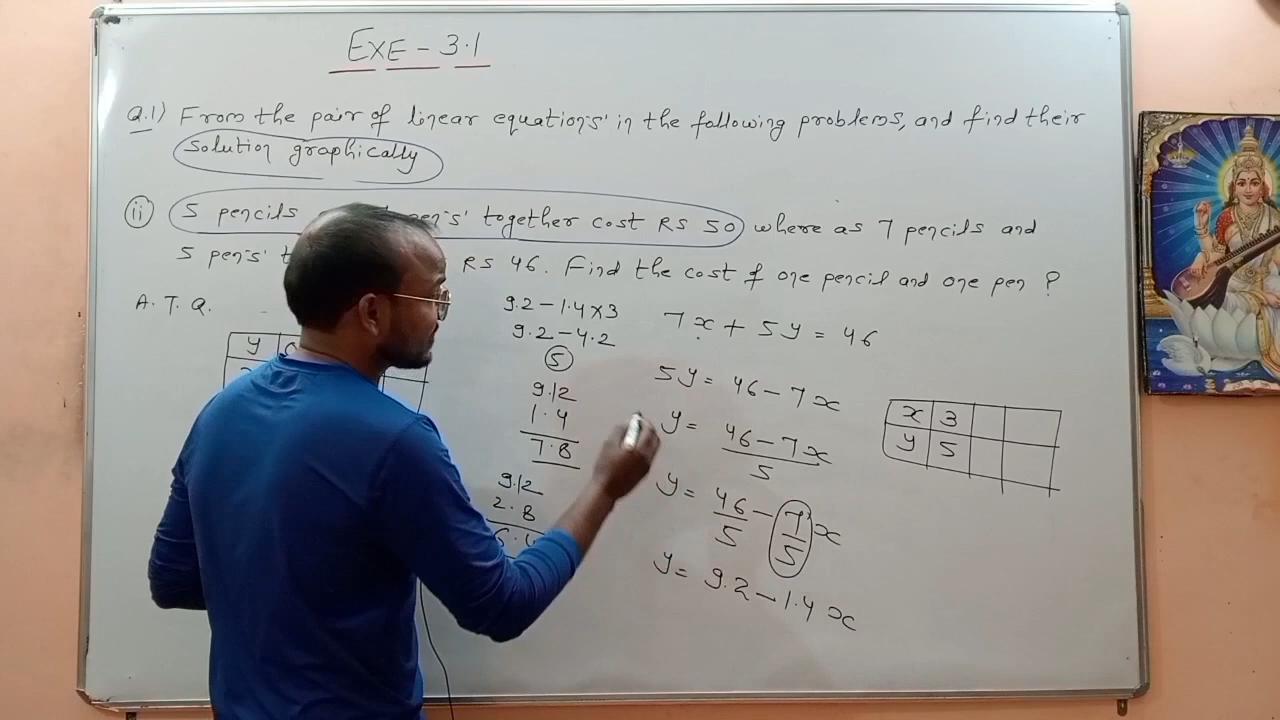 EXE - 3.1
Q.1) From the pair of linear equations' in the following problems, and find their
solution graphically
ii) 5 pencils pen's' together cost RS 50 where as 7 pencils and
5 pen's' RS 46. Find the cost of one pencil and one pen ?
A. T. Q.
y
9.2 - 1.4 x 3
9.2 - 4.2
5
9.12
1.4
7.8
9.12
2.8
7x + 5y = 46
5y = 46 - 7x
y = 46 - 7x / 5
y = 46/5 - 7/5 x
y = 9.2 - 1.4 x
x 3
y 5